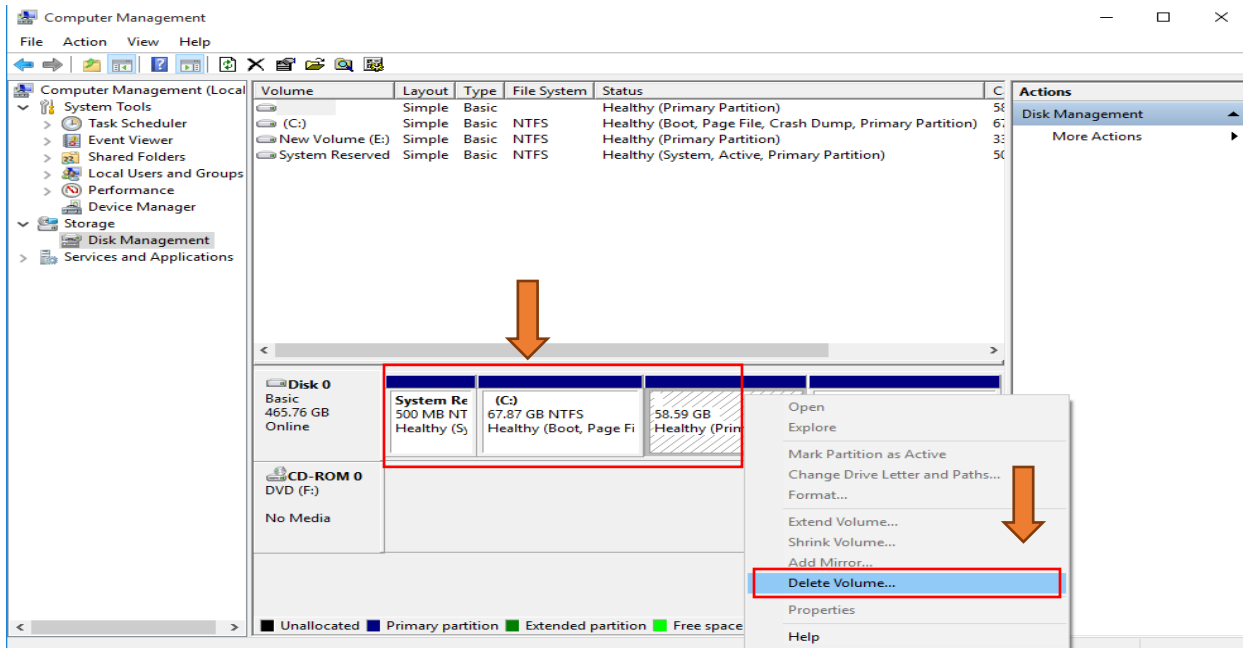 Computer Management
File Action View Help
Computer Management (Local
System Tools
Task Scheduler
Event Viewer
Shared Folders
Local Users and Groups
Performance
Device Manager
Storage
Disk Management
Services and Applications
Volume Layout Type File System Status C
Simple Basic Healthy (Primary Partition) 58
(C:) Simple Basic NTFS Healthy (Boot, Page File, Crash Dump, Primary Partition) 67
New Volume (E:) Simple Basic NTFS Healthy (Primary Partition) 33
System Reserved Simple Basic NTFS Healthy (System, Active, Primary Partition) 50
Actions
Disk Management
More Actions
Disk 0
Basic
465.76 GB
Online
System Re
500 MB NT
Healthy (Sy
(C:)
67.87 GB NTFS
Healthy (Boot, Page Fi
58.59 GB
Healthy (Prin
CD-ROM 0
DVD (F:)
No Media
Open
Explore
Mark Partition as Active
Change Drive Letter and Paths...
Format...
Extend Volume...
Shrink Volume...
Add Mirror...
Delete Volume...
Properties
Help
Unallocated Primary partition Extended partition Free space